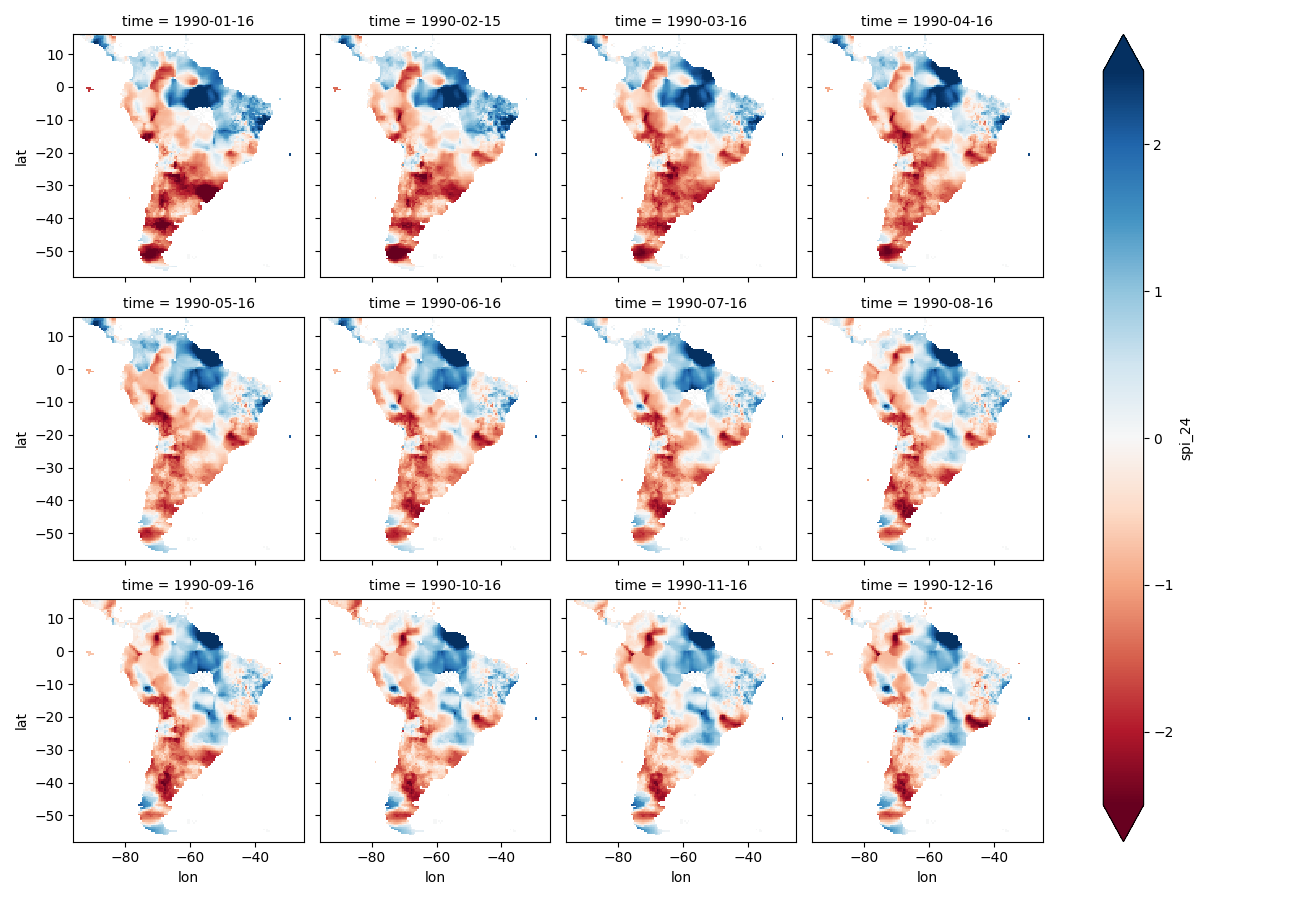 time = 1990-01-16
time = 1990-02-15
time = 1990-03-16
time = 1990-04-16
10
0
−10
−20
−30
−40
−50
lat
time = 1990-05-16
time = 1990-06-16
time = 1990-07-16
time = 1990-08-16
10
0
−10
−20
−30
−40
−50
lat
time = 1990-09-16
time = 1990-10-16
time = 1990-11-16
time = 1990-12-16
10
0
−10
−20
−30
−40
−50
lat
−80 −60 −40
lon
−80 −60 −40
lon
−80 −60 −40
lon
−80 −60 −40
lon
2
1
0
−1
−2
spi_24